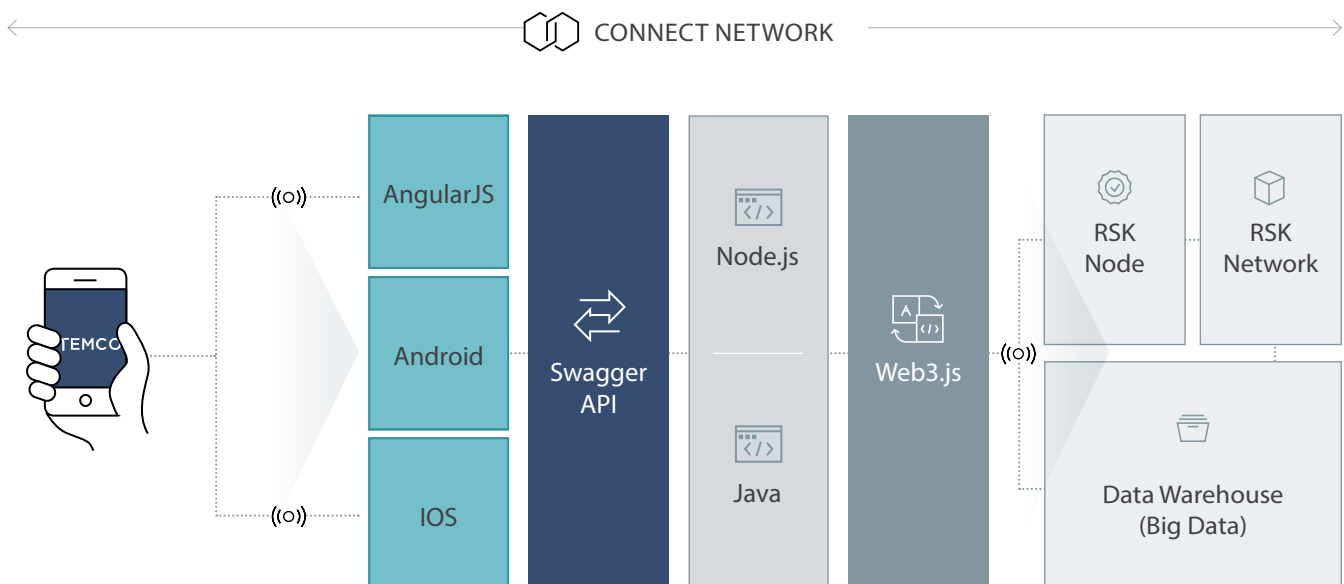 CONNECT NETWORK
TEMCO
AngularJS
Android
IOS
Swagger
API
Node.js
Java
A
Web3.js
RSK
Node
RSK
Network
Data Warehouse
(Big Data)